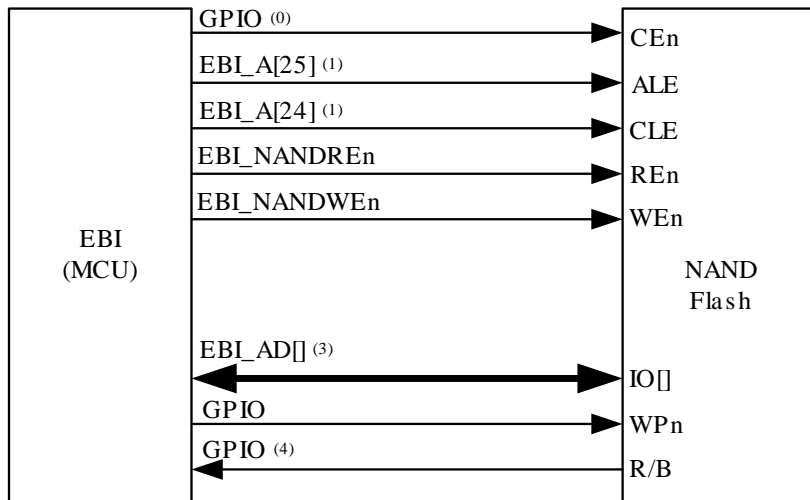 GPIO (0)
CEn
EBI_A[25] (1)
ALE
EBI_A[24] (1)
CLE
EBI_NANDREn
REn
EBI_NANDWEn
WEn
EBI
(MCU)
NAND
Flash
EBI_AD[] (3)
IO[]
GPIO
WPn
GPIO (4)
R/B